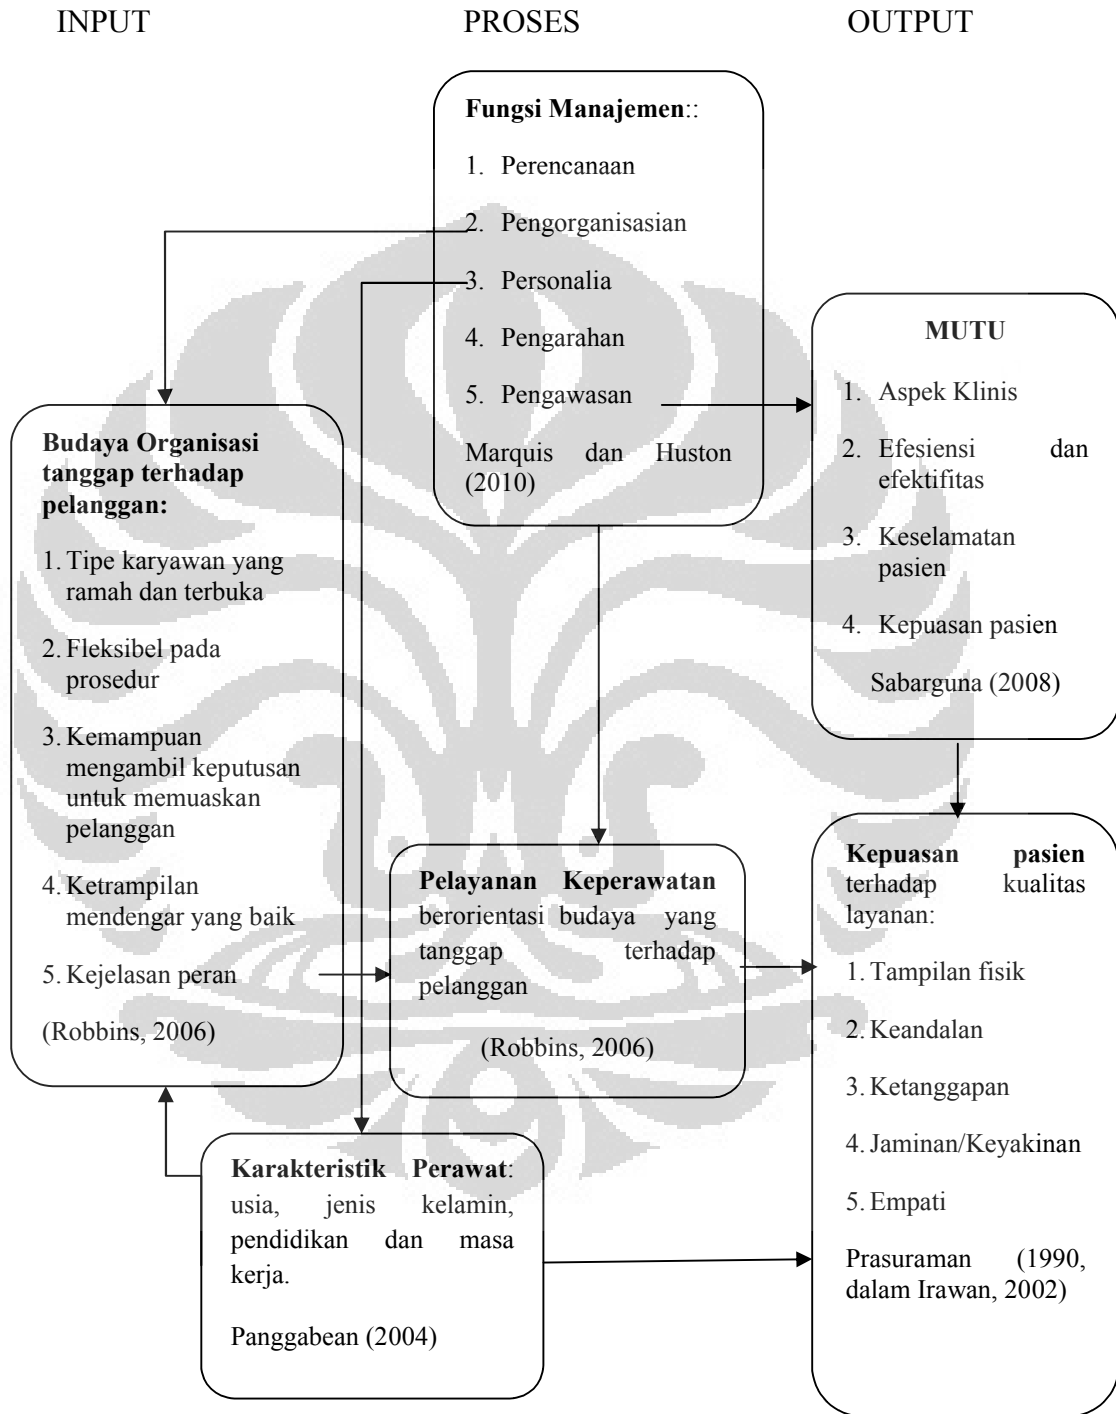 INPUT
PROSES
OUTPUT
Fungsi Manajemen::
1. Perencanaan
2. Pengorganisasian
3. Personalia
4. Pengarahan
5. Pengawasan
Marquis dan Huston
(2010)
MUTU
1. Aspek Klinis
2. Efesiensi dan
efektifitas
3. Keselamatan
pasien
4. Kepuasan pasien
Sabarguna (2008)
Budaya Organisasi
tanggap terhadap
pelanggan:
1. Tipe karyawan yang
ramah dan terbuka
2. Fleksibel pada
prosedur
3. Kemampuan
mengambil keputusan
untuk memuaskan
pelanggan
4. Ketrampilan
mendengar yang baik
5. Kejelasan peran
(Robbins, 2006)
Pelayanan Keperawatan
berorientasi budaya yang
tanggap terhadap
pelanggan
(Robbins, 2006)
Kepuasan pasien
terhadap kualitas
layanan:
1. Tampilan fisik
2. Keandalan
3. Ketanggapan
4. Jaminan/Keyakinan
5. Empati
Prasuraman (1990,
dalam Irawan, 2002)
Karakteristik Perawat:
usia, jenis kelamin,
pendidikan dan masa
kerja.
Panggabean (2004)